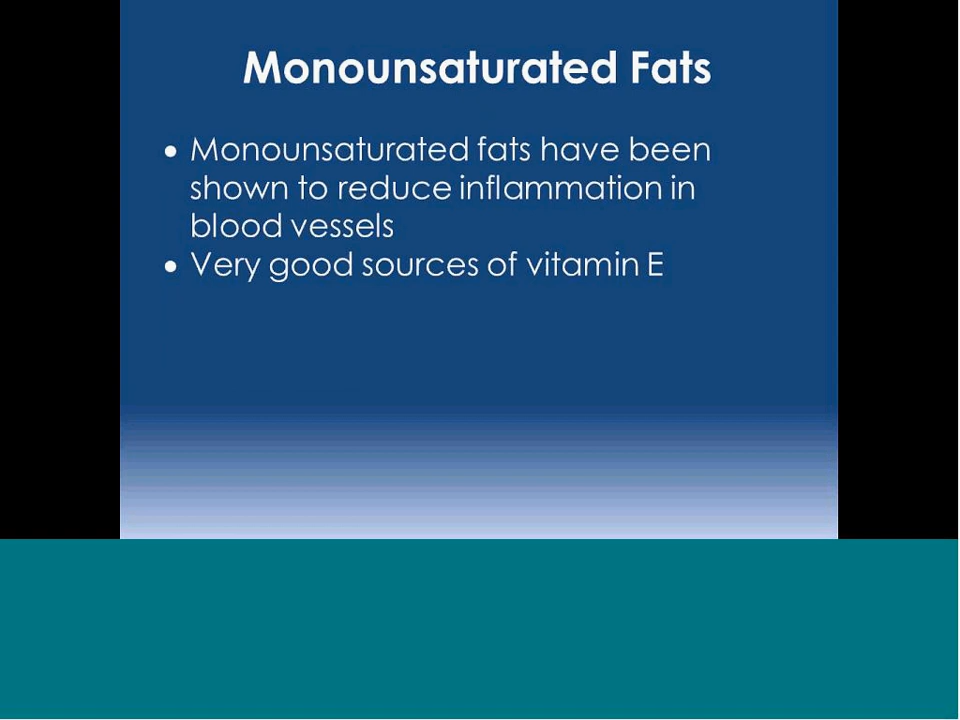 Monounsaturated Fats
• Monounsaturated fats have been
shown to reduce inflammation in
blood vessels
• Very good sources of vitamin E